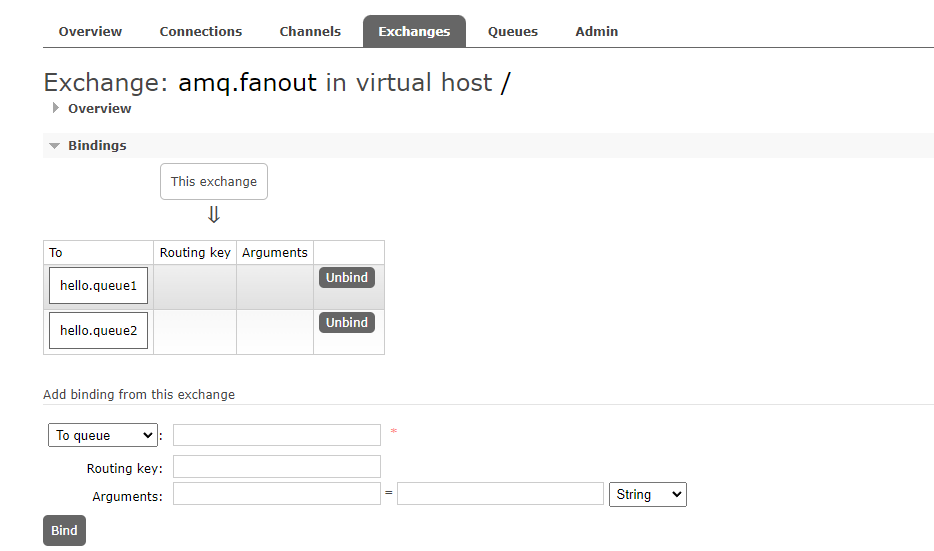 Overview Connections Channels Exchanges Queues Admin
Exchange: amq.fanout in virtual host /
Overview
Bindings
This exchange
⇓
To Routing key Arguments
hello.queue1 Unbind
hello.queue2 Unbind
Add binding from this exchange
To queue : *
Routing key:
Arguments: = String
Bind